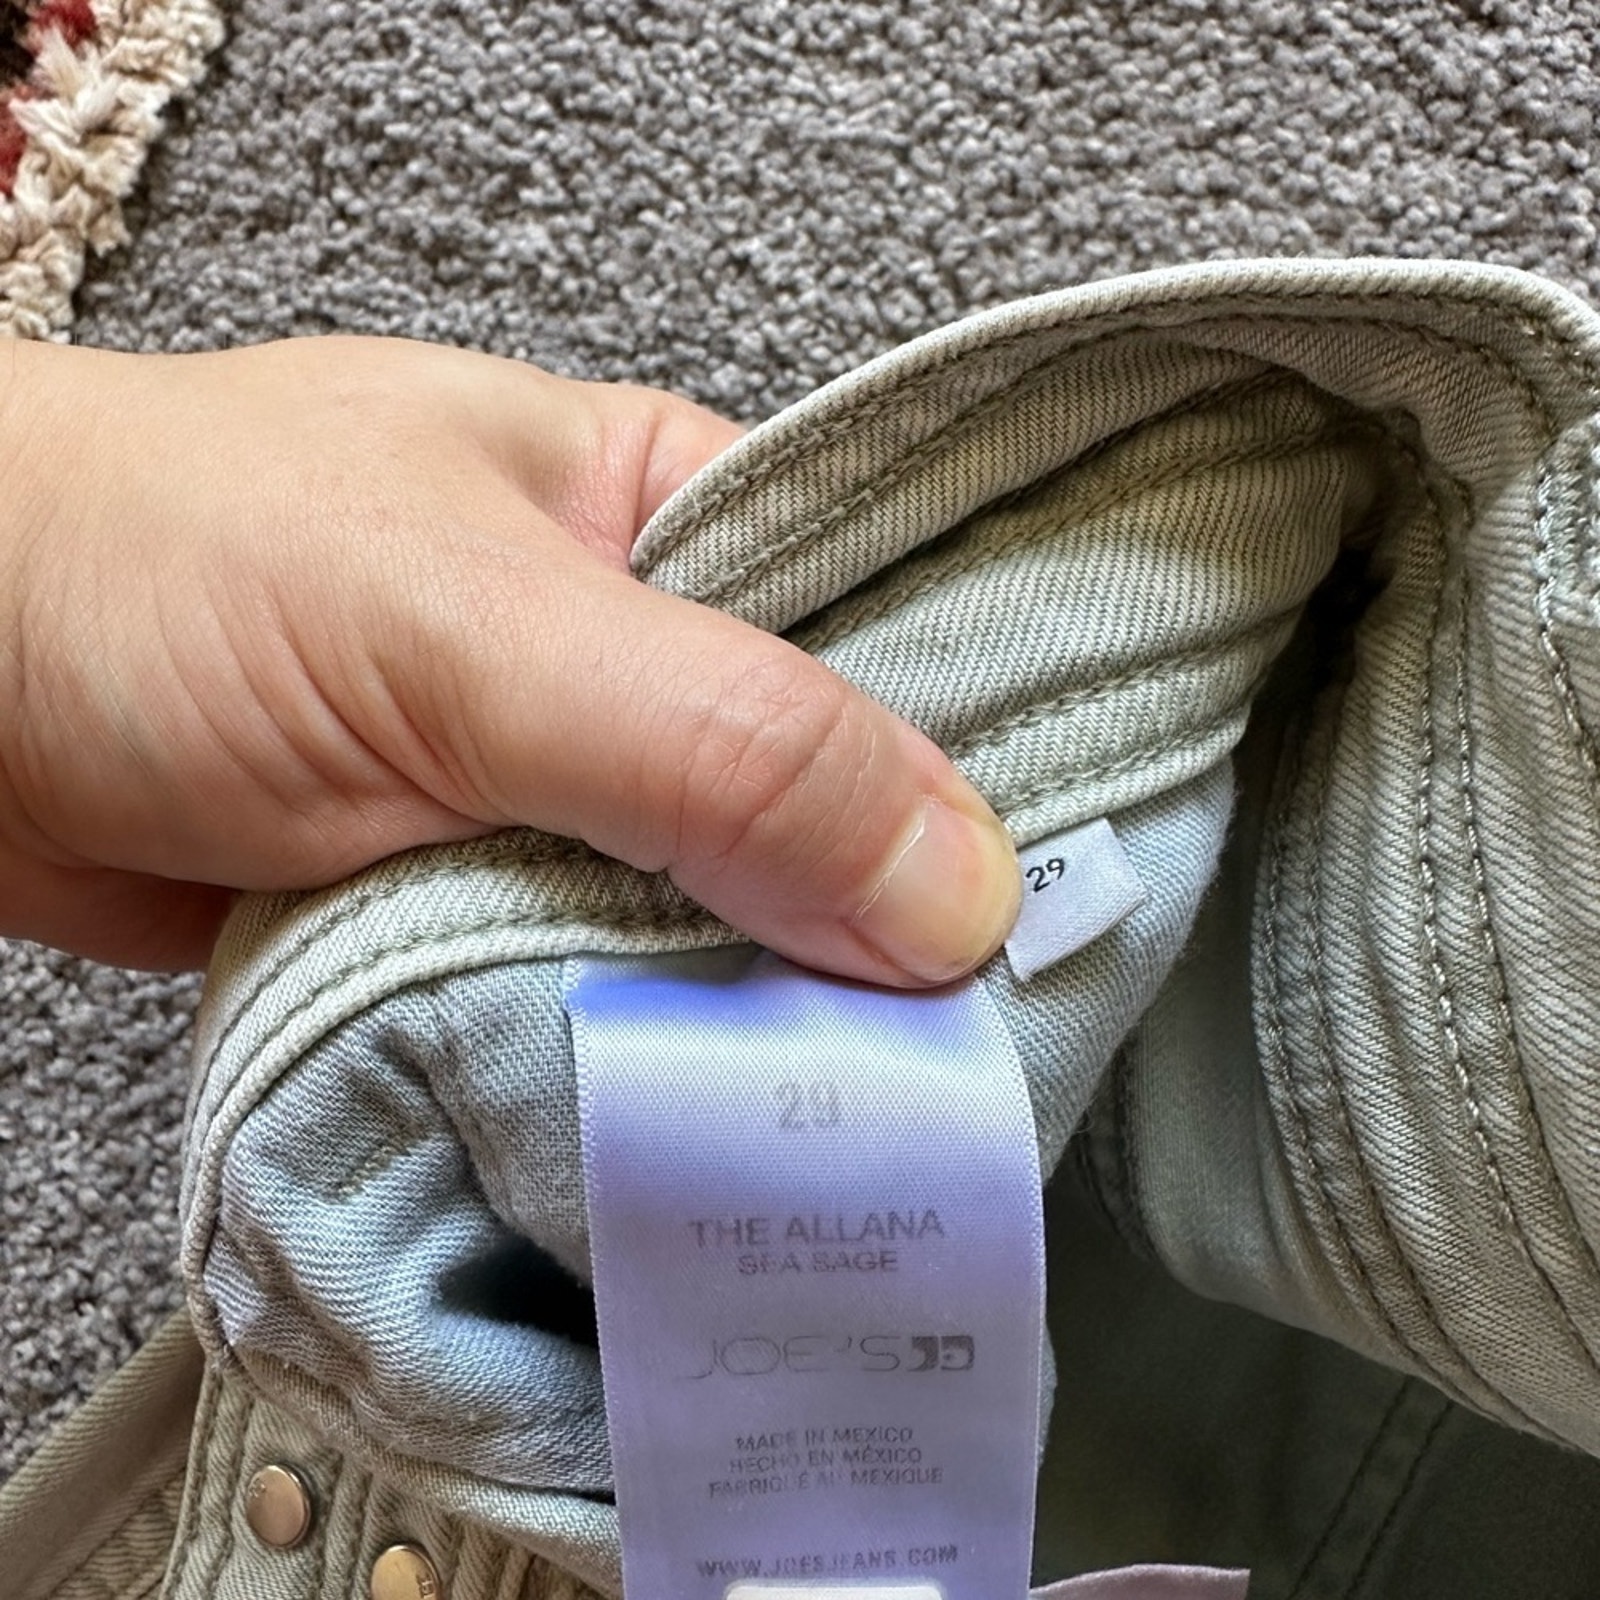 29
29
THE ALLANA
SEA SAGE
JOE'S
MADE IN MEXICO
HECHO EN MÉXICO
FABRIQUÉ AU MEXIQUE
WWW.JOESJEANS.COM